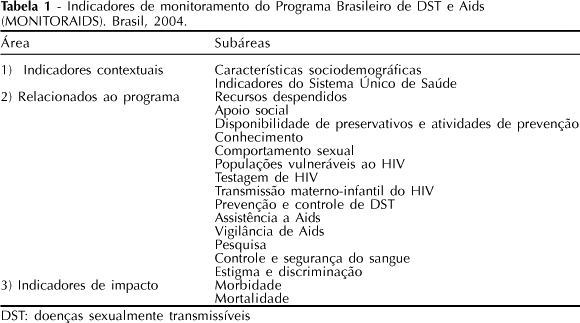 Tabela 1 - Indicadores de monitoramento do Programa Brasileiro de DST e Aids
(MONITORAIDS). Brasil, 2004.
Área Subáreas
1) Indicadores contextuais Características sociodemográficas
Indicadores do Sistema Único de Saúde
2) Relacionados ao programa Recursos despendidos
Apoio social
Disponibilidade de preservativos e atividades de prevenção
Conhecimento
Comportamento sexual
Populações vulneráveis ao HIV
Testagem de HIV
Transmissão materno-infantil do HIV
Prevenção e controle de DST
Assistência a Aids
Vigilância de Aids
Pesquisa
Controle e segurança do sangue
Estigma e discriminação
3) Indicadores de impacto Morbidade
Mortalidade
DST: doenças sexualmente transmissíveis